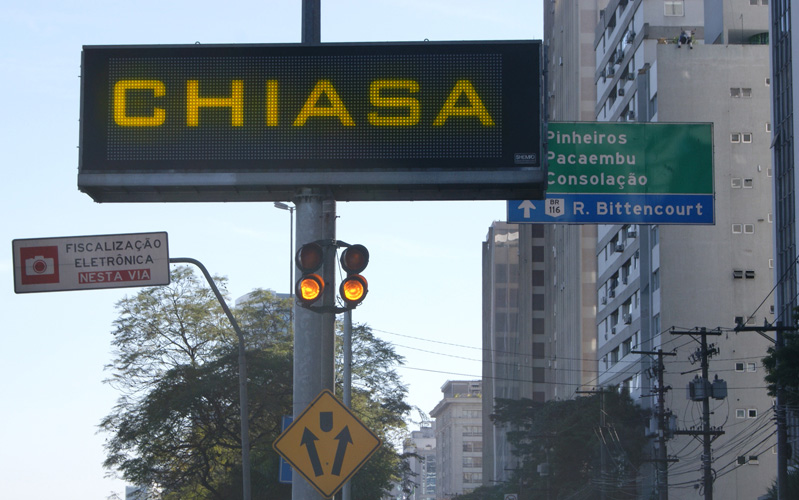 CHIASA
Pinheiros
Pacaembu
Consolação
BR
116
R. Bittencourt
FISCALIZAÇÃO
ELETRÔNICA
NESTA VIA